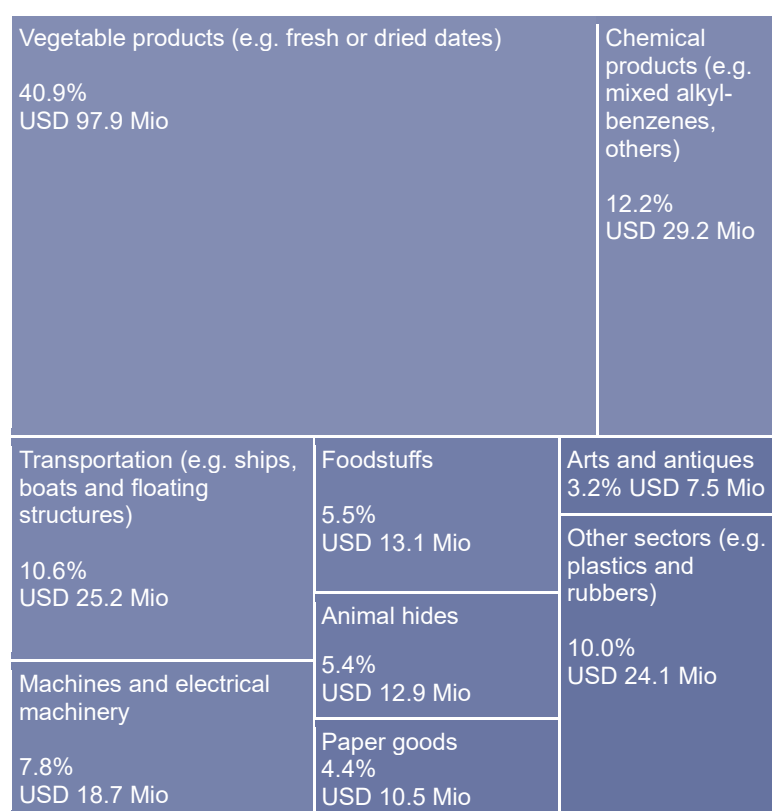 Vegetable products (e.g. fresh or dried dates)
40.9%
USD 97.9 Mio
Chemical
products (e.g.
mixed alkyl-
benzenes,
others)
12.2%
USD 29.2 Mio
Transportation (e.g. ships,
boats and floating
structures)
10.6%
USD 25.2 Mio
Machines and electrical
machinery
7.8%
USD 18.7 Mio
Foodstuffs
5.5%
USD 13.1 Mio
Animal hides
5.4%
USD 12.9 Mio
Paper goods
4.4%
USD 10.5 Mio
Arts and antiques
3.2% USD 7.5 Mio
Other sectors (e.g.
plastics and
rubbers)
10.0%
USD 24.1 Mio